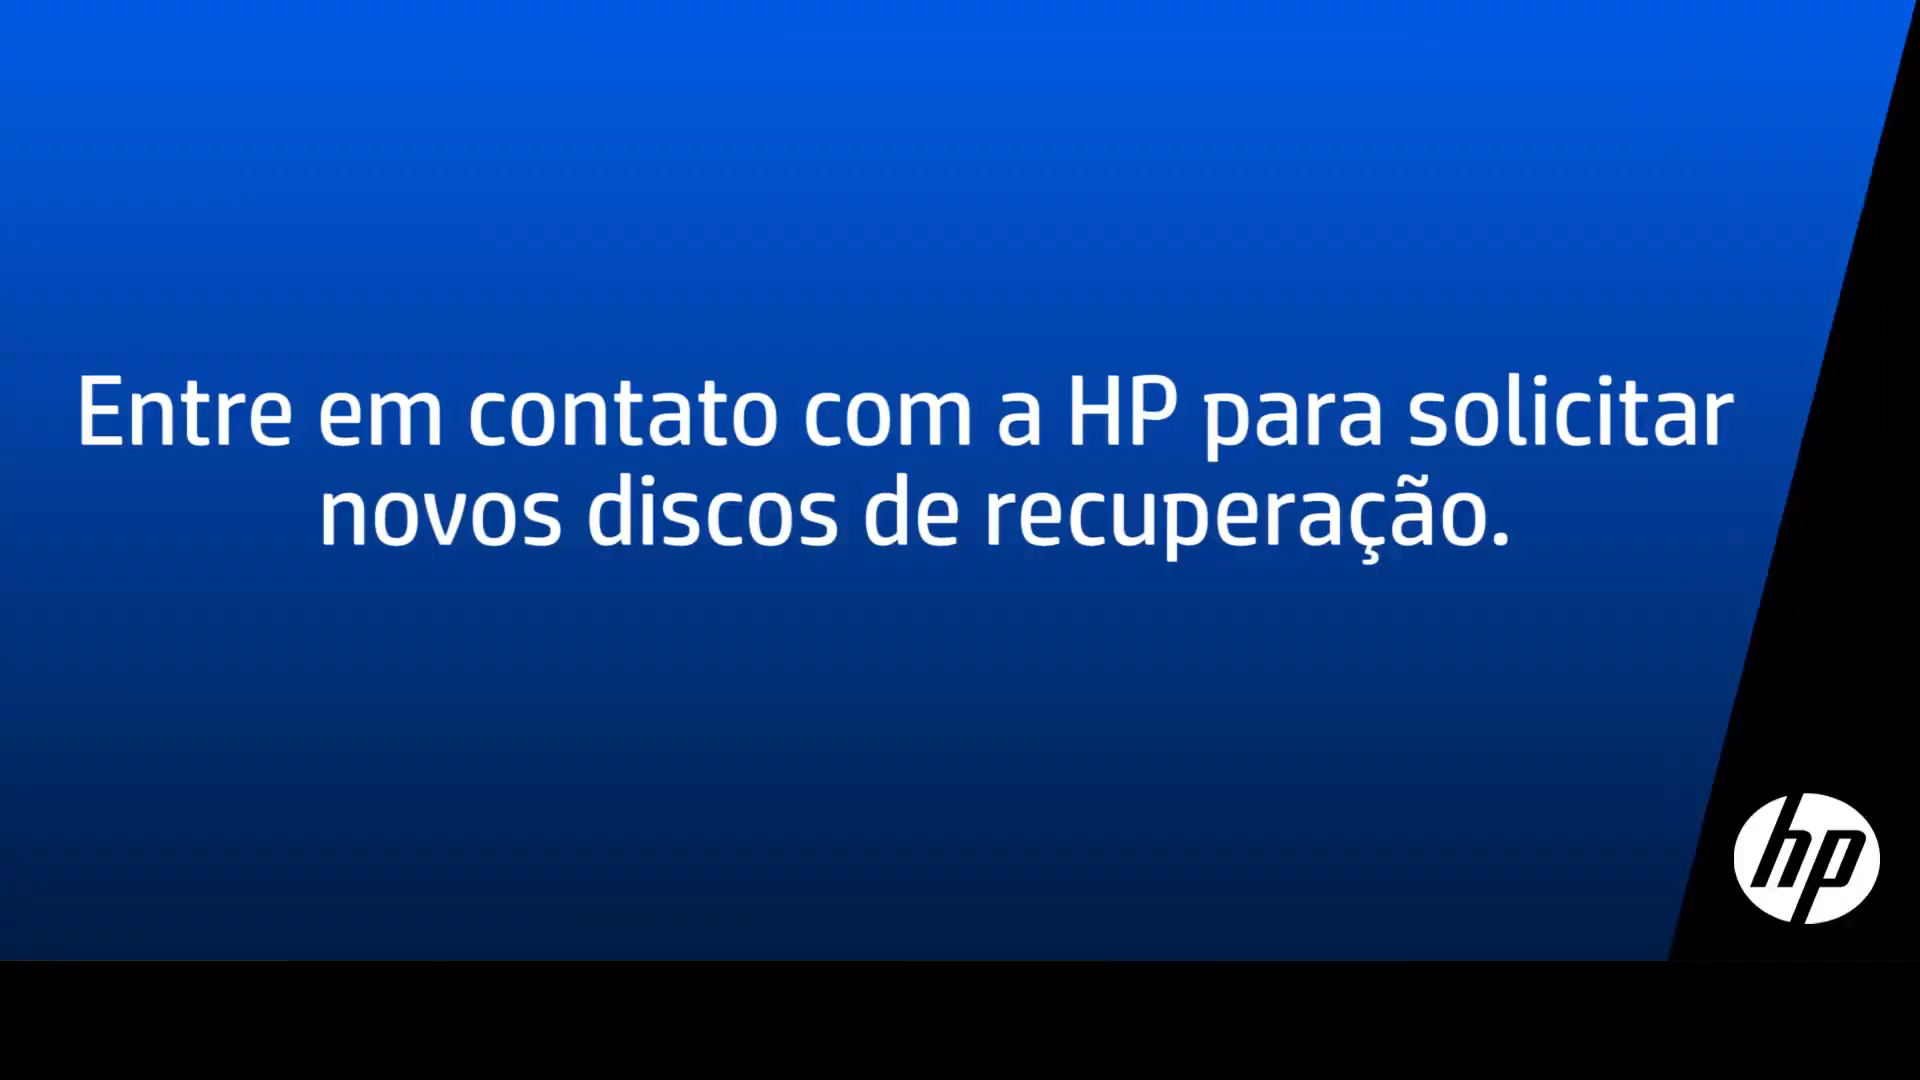 Entre em contato com a HP para solicitar
novos discos de recuperação.
hp